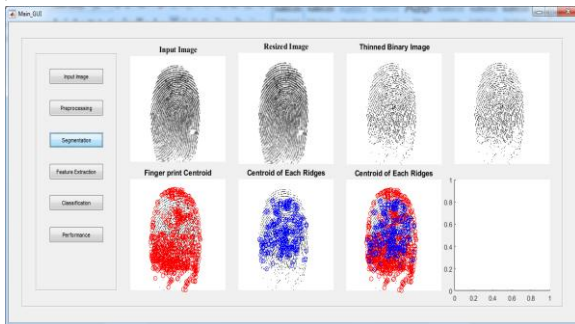 Main_GUI
Input Image
Resized Image
Thinned Binary Image
Input Image
Preprocessing
Segmentation
Feature Extraction
Classification
Performance
Finger print Centroid
Centroid of Each Ridges
Centroid of Each Ridges
1
0.8
0.6
0.4
0.2
0
0 0.2 0.4 0.6 0.8 1